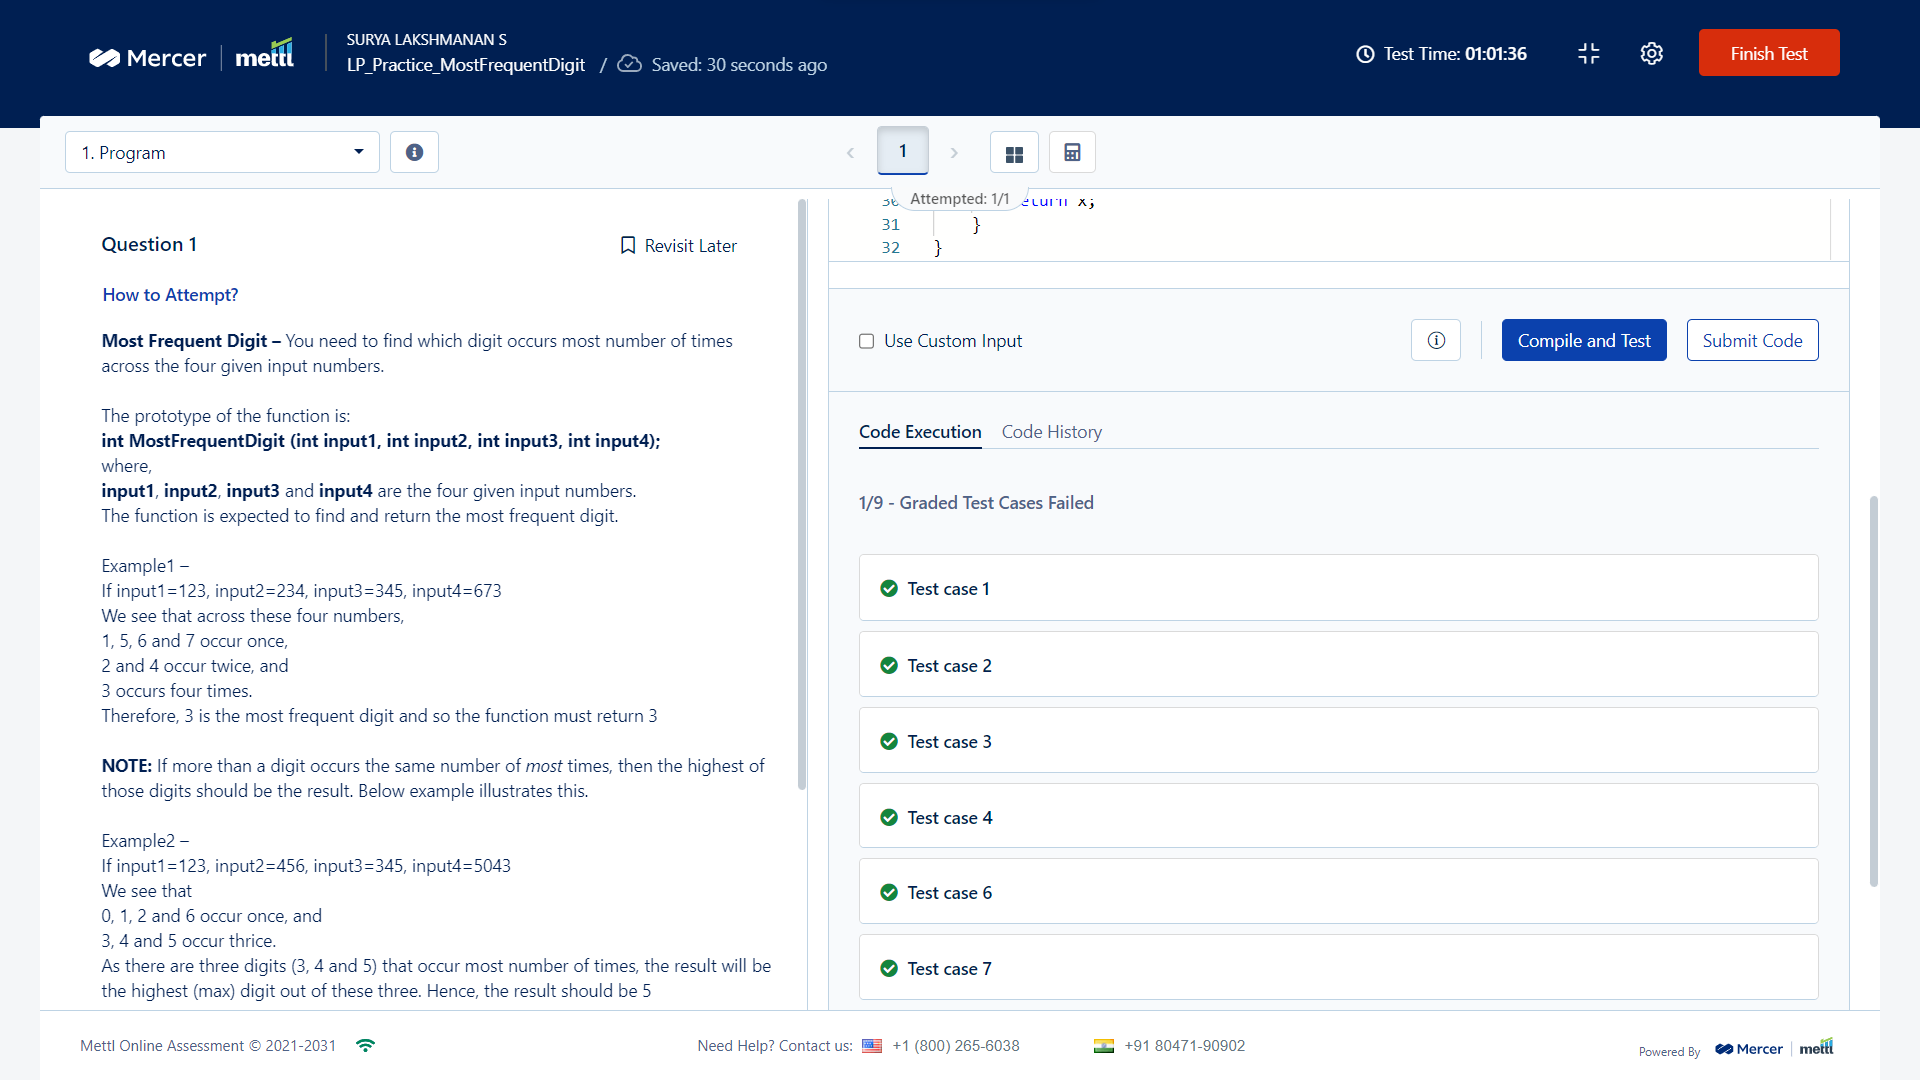 Mercer
mettl
SURYA LAKSHMANAN S
LP_Practice_MostFrequentDigit / Saved: 30 seconds ago
Test Time: 01:01:36
Finish Test
1. Program
1
Attempted: 1/1
Question 1
Revisit Later
How to Attempt?
Most Frequent Digit – You need to find which digit occurs most number of times
across the four given input numbers.
The prototype of the function is:
int MostFrequentDigit (int input1, int input2, int input3, int input4);
where,
input1, input2, input3 and input4 are the four given input numbers.
The function is expected to find and return the most frequent digit.
Example1 –
If input1=123, input2=234, input3=345, input4=673
We see that across these four numbers,
1, 5, 6 and 7 occur once,
2 and 4 occur twice, and
3 occurs four times.
Therefore, 3 is the most frequent digit and so the function must return 3
NOTE: If more than a digit occurs the same number of most times, then the highest of
those digits should be the result. Below example illustrates this.
Example2 –
If input1=123, input2=456, input3=345, input4=5043
We see that
0, 1, 2 and 6 occur once, and
3, 4 and 5 occur thrice.
As there are three digits (3, 4 and 5) that occur most number of times, the result will be
the highest (max) digit out of these three. Hence, the result should be 5
x;
31 }
32 }
Use Custom Input
Compile and Test
Submit Code
Code Execution
Code History
1/9 - Graded Test Cases Failed
Test case 1
Test case 2
Test case 3
Test case 4
Test case 6
Test case 7
Mettl Online Assessment © 2021-2031
Need Help? Contact us: +1 (800) 265-6038
+91 80471-90902
Powered By Mercer mettl